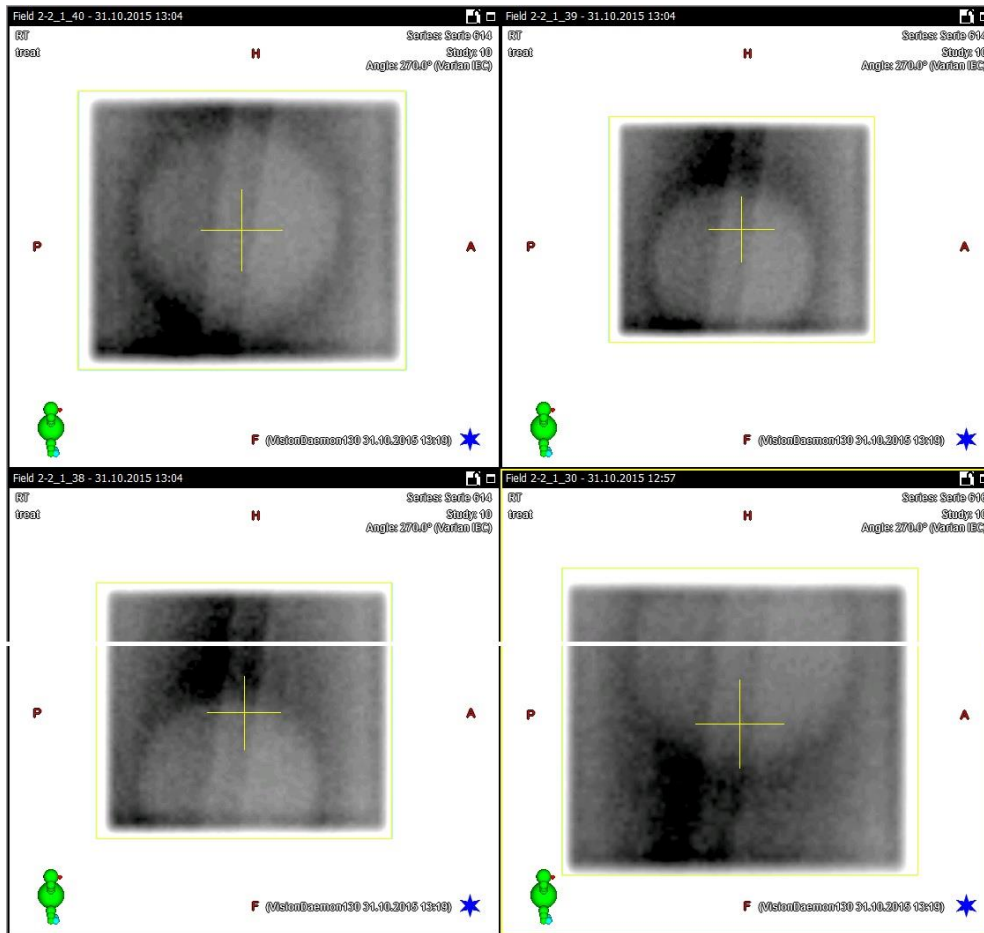 Field 2-2_1_40 - 31.10.2015 13:04
RT
treat
Series: Serie 614
Study: 10
Angle: 270.0° (Varian IEC)
H
P
A
F (VisionDaemon130 31.10.2015 13:19)
Field 2-2_1_39 - 31.10.2015 13:04
RT
treat
Series: Serie 614
Study: 10
Angle: 270.0° (Varian IEC)
H
P
A
F (VisionDaemon130 31.10.2015 13:19)
Field 2-2_1_38 - 31.10.2015 13:04
RT
treat
Series: Serie 614
Study: 10
Angle: 270.0° (Varian IEC)
H
P
A
F (VisionDaemon130 31.10.2015 13:19)
Field 2-2_1_30 - 31.10.2015 12:57
RT
treat
Series: Serie 616
Study: 10
Angle: 270.0° (Varian IEC)
H
P
A
F (VisionDaemon130 31.10.2015 13:19)